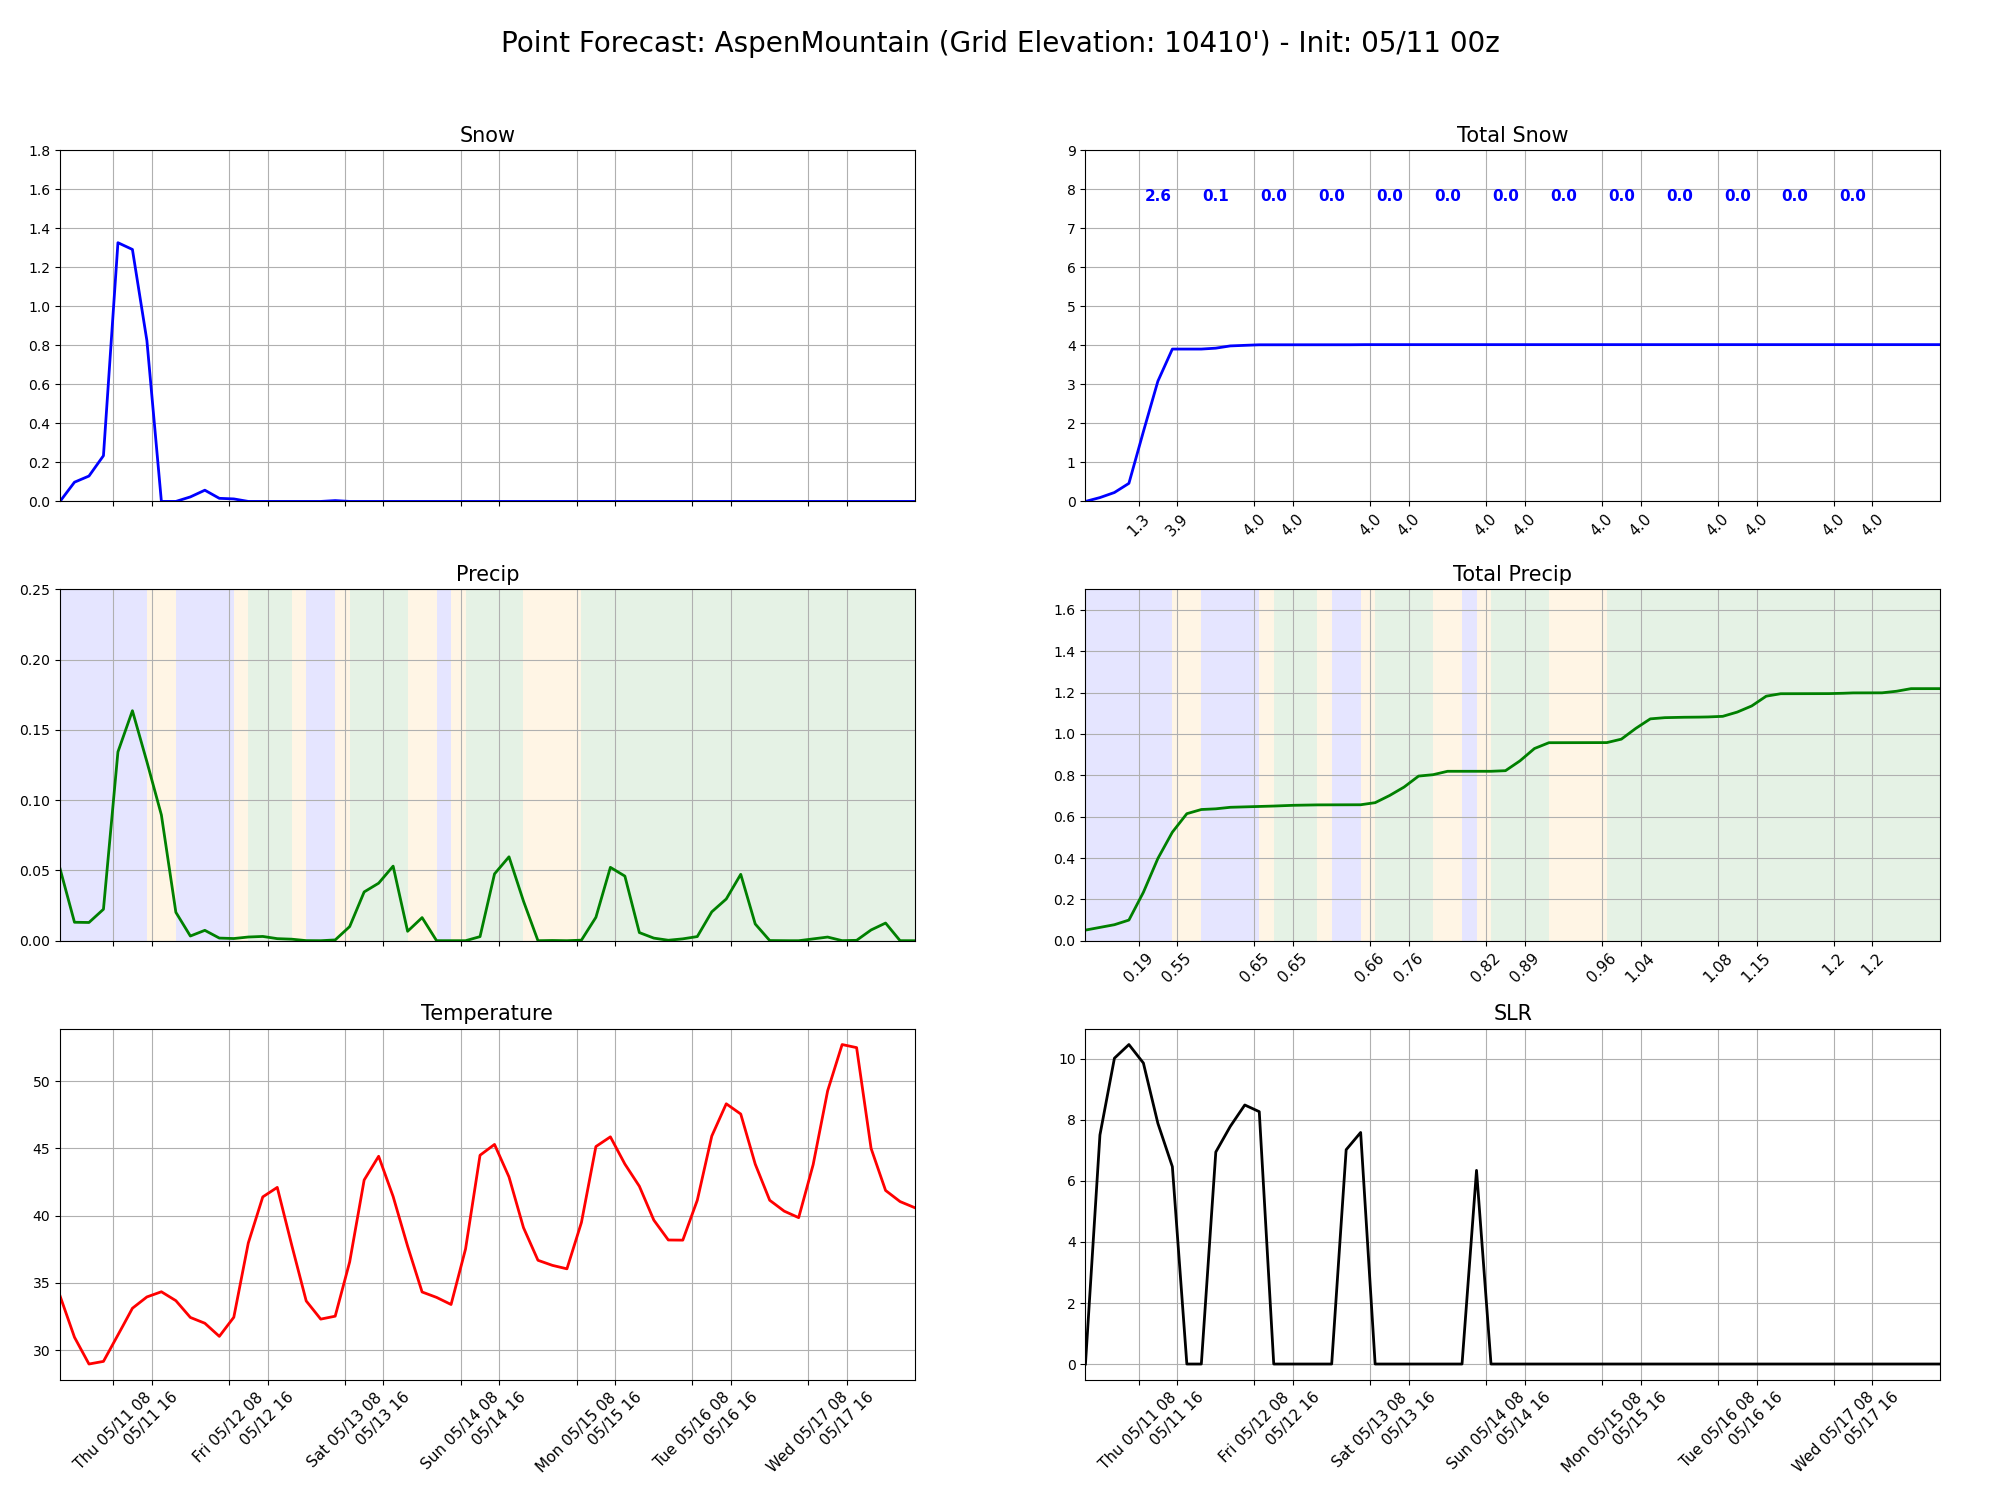 Point Forecast: AspenMountain (Grid Elevation: 10410') - Init: 05/11 00z
Snow
1.8
1.6
1.4
1.2
1.0
0.8
0.6
0.4
0.2
0.0
Total Snow
9
8
7
6
5
4
3
2
1
0
2.6 0.1 0.0 0.0 0.0 0.0 0.0 0.0 0.0 0.0 0.0 0.0 0.0
1.3 3.9 4.0 4.0 4.0 4.0 4.0 4.0 4.0 4.0 4.0 4.0 4.0 4.0
Precip
0.25
0.20
0.15
0.10
0.05
0.00
Total Precip
1.6
1.4
1.2
1.0
0.8
0.6
0.4
0.2
0.0
0.19 0.55 0.65 0.65 0.66 0.76 0.82 0.89 0.96 1.04 1.08 1.15 1.2 1.2
Temperature
50
45
40
35
30
Thu 05/11 08
05/11 16
Fri 05/12 08
05/12 16
Sat 05/13 08
05/13 16
Sun 05/14 08
05/14 16
Mon 05/15 08
05/15 16
Tue 05/16 08
05/16 16
Wed 05/17 08
05/17 16
SLR
10
8
6
4
2
0
Thu 05/11 08
05/11 16
Fri 05/12 08
05/12 16
Sat 05/13 08
05/13 16
Sun 05/14 08
05/14 16
Mon 05/15 08
05/15 16
Tue 05/16 08
05/16 16
Wed 05/17 08
05/17 16